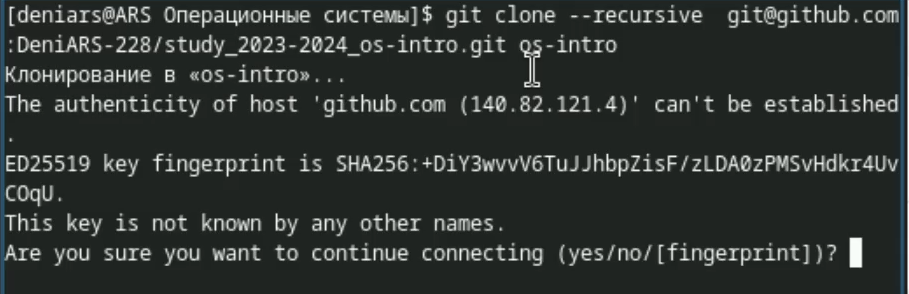 [deniars@ARS Операционные системы]$ git clone --recursive  git@github.com
:DeniARS-228/study_2023-2024_os-intro.git os-intro
Клонирование в «os-intro»...
The authenticity of host 'github.com (140.82.121.4)' can't be established
.
ED25519 key fingerprint is SHA256:+DiY3wvvV6TuJJhbpZisF/zLDA0zPMSvHdkr4Uv
COqU.
This key is not known by any other names.
Are you sure you want to continue connecting (yes/no/[fingerprint])?